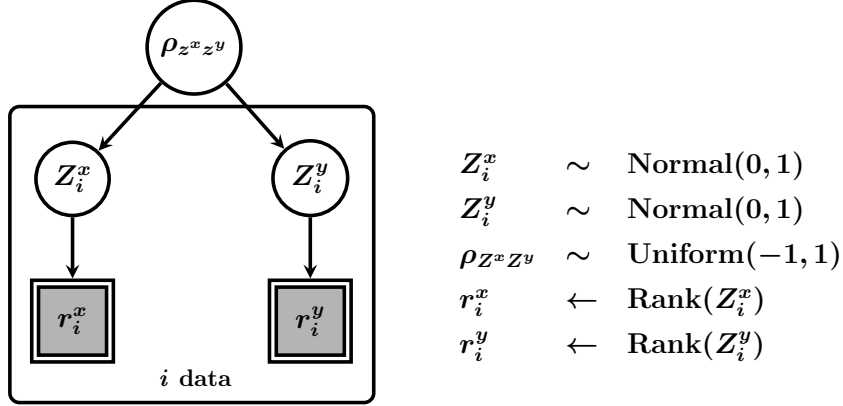 ρ_{z^x z^y}
Z_i^x Z_i^y
r_i^x r_i^y
i data
Z_i^x ∼ Normal(0, 1)
Z_i^y ∼ Normal(0, 1)
ρ_{Z^x Z^y} ∼ Uniform(−1, 1)
r_i^x ← Rank(Z_i^x)
r_i^y ← Rank(Z_i^y)